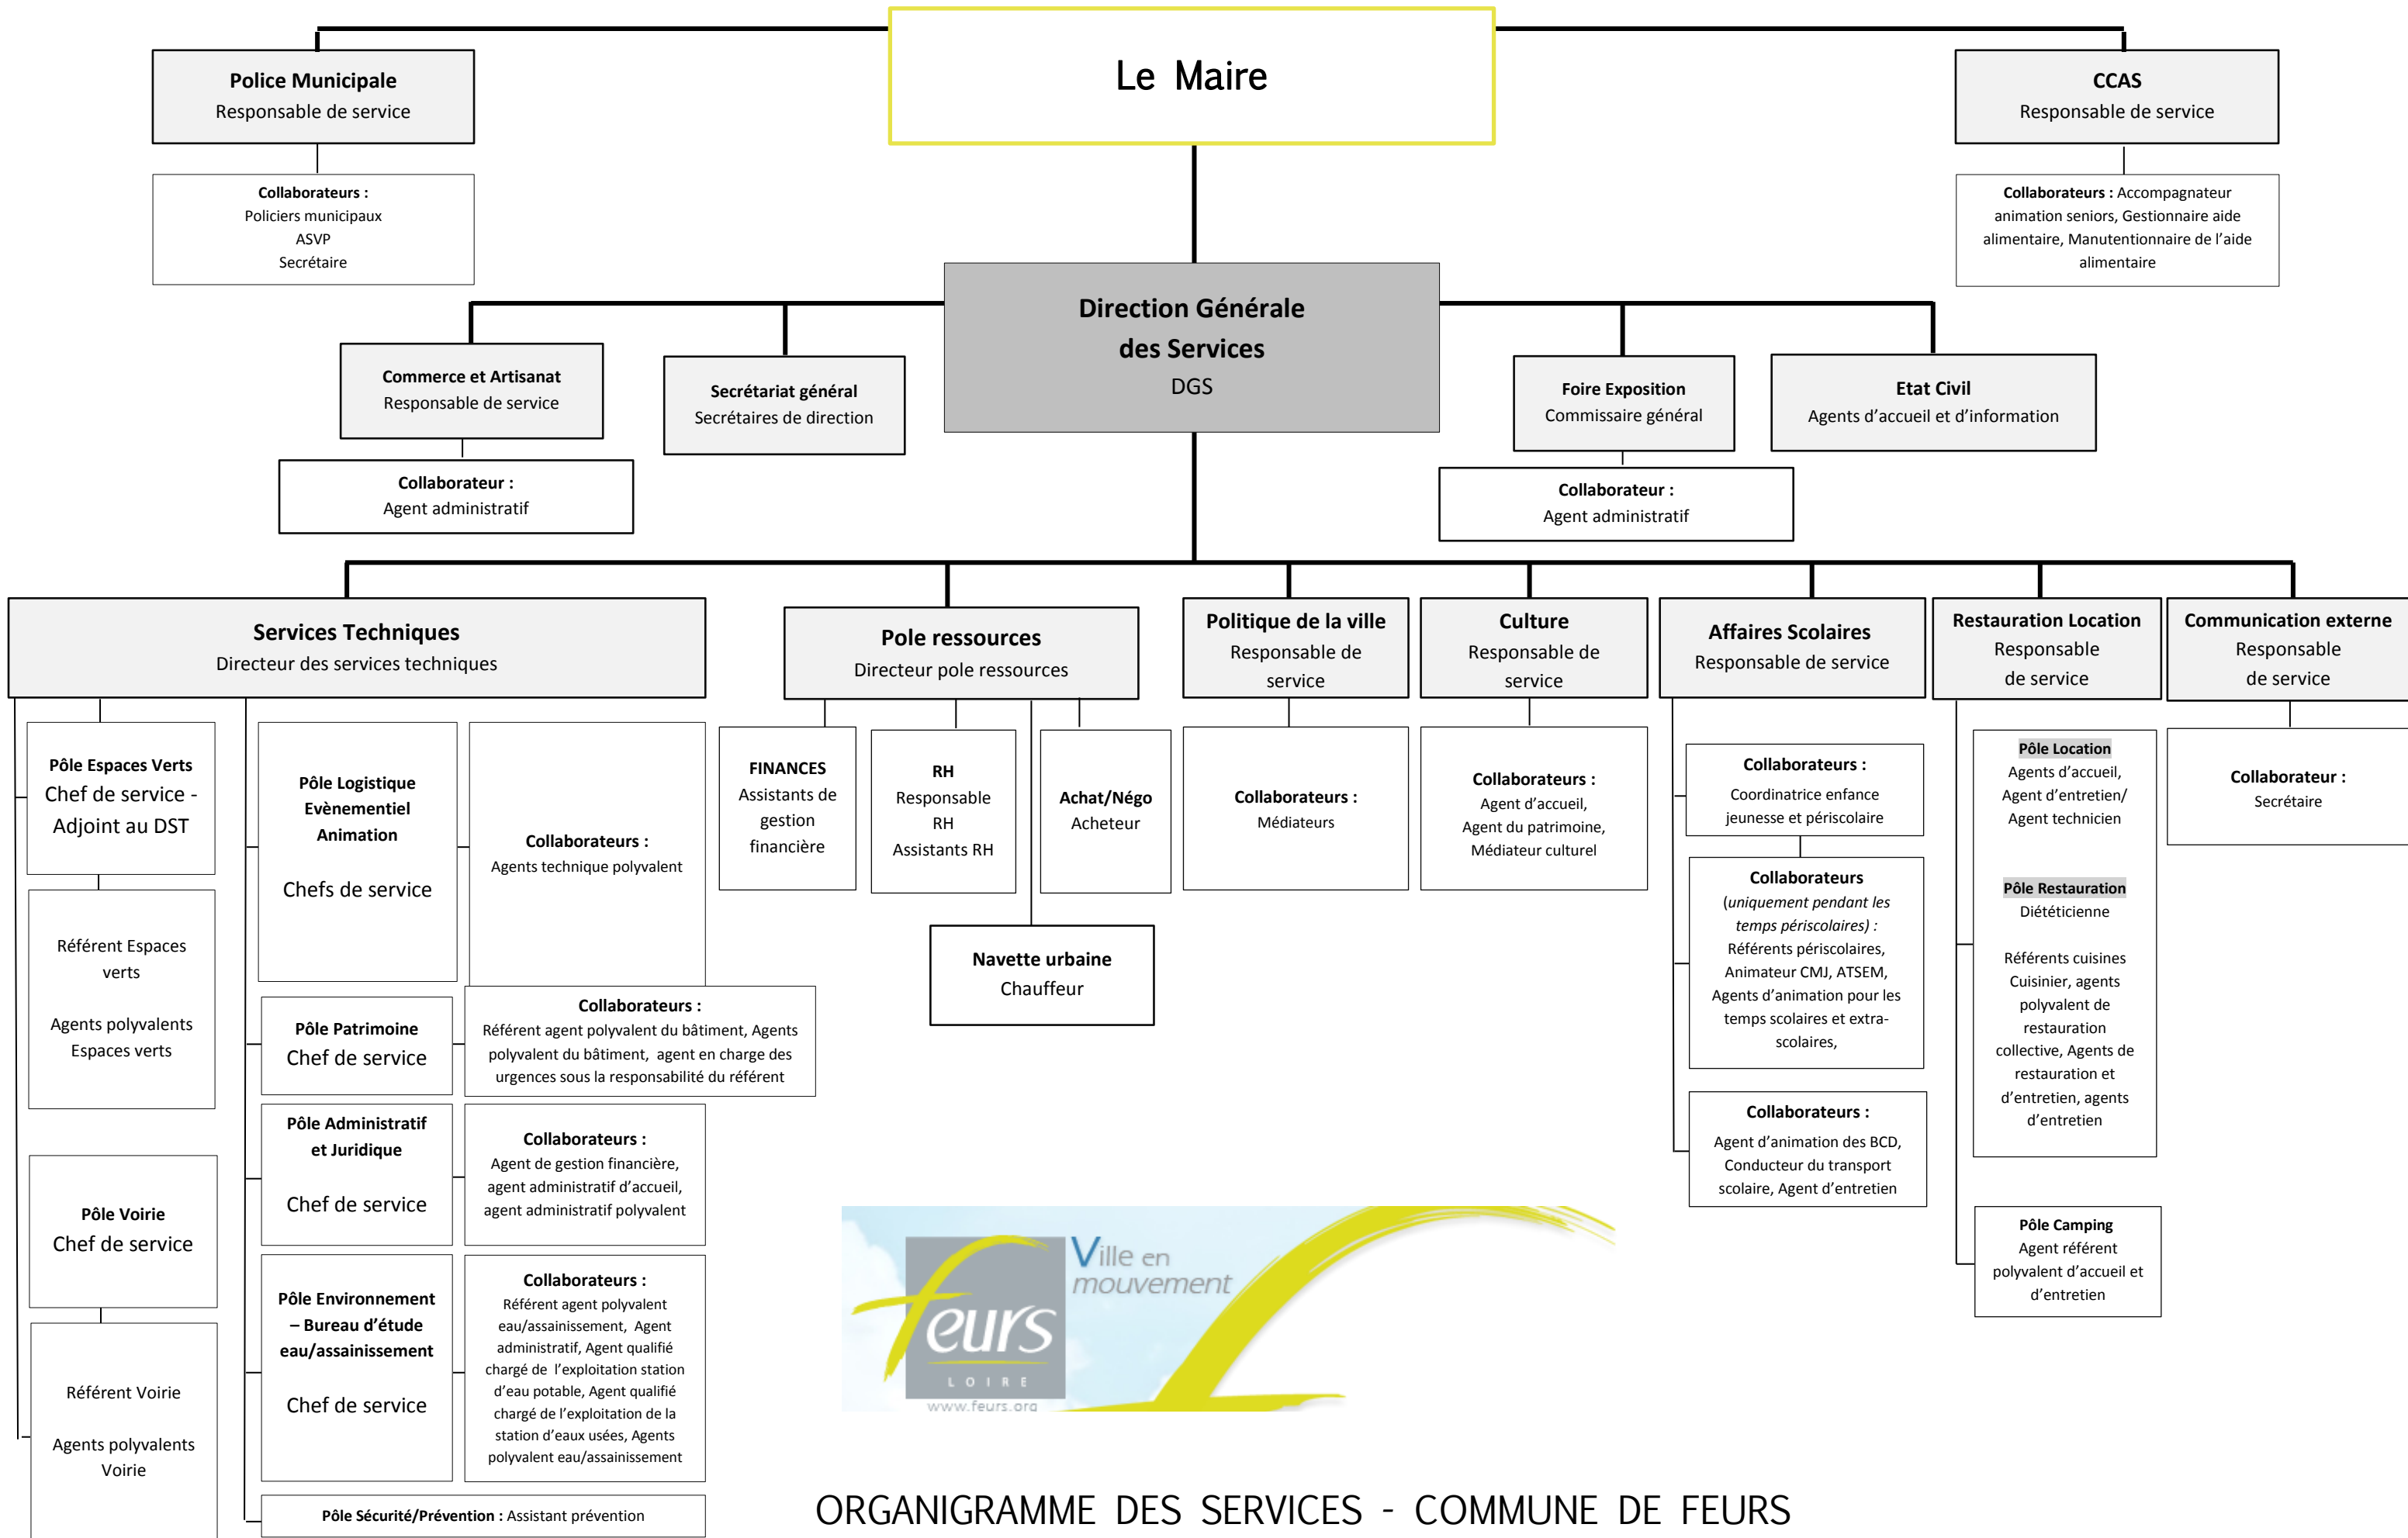 Le Maire
Police Municipale
Responsable de service
CCAS
Responsable de service
Collaborateurs :
Policiers municipaux
ASVP
Secrétaire
Collaborateurs : Accompagnateur
animation seniors, Gestionnaire aide
alimentaire, Manutentionnaire de l’aide
alimentaire
Direction Générale
des Services
DGS
Commerce et Artisanat
Responsable de service
Secrétariat général
Secrétaires de direction
Foire Exposition
Commissaire général
Etat Civil
Agents d’accueil et d’information
Collaborateur :
Agent administratif
Collaborateur :
Agent administratif
Services Techniques
Directeur des services techniques
Pole ressources
Directeur pole ressources
Politique de la ville
Responsable de
service
Culture
Responsable de
service
Affaires Scolaires
Responsable de service
Restauration Location
Responsable
de service
Communication externe
Responsable
de service
Pôle Espaces Verts
Chef de service -
Adjoint au DST
Référent Espaces
verts
Agents polyvalents
Espaces verts
Pôle Voirie
Chef de service
Référent Voirie
Agents polyvalents
Voirie
Pôle Logistique
Evènementiel
Animation
Chefs de service
Collaborateurs :
Agents technique polyvalent
Pôle Patrimoine
Chef de service
Collaborateurs :
Référent agent polyvalent du bâtiment, Agents
polyvalent du bâtiment, agent en charge des
urgences sous la responsabilité du référent
Pôle Administratif
et Juridique
Chef de service
Collaborateurs :
Agent de gestion financière,
agent administratif d’accueil,
agent administratif polyvalent
Pôle Environnement
– Bureau d’étude
eau/assainissement
Chef de service
Collaborateurs :
Référent agent polyvalent
eau/assainissement, Agent
administratif, Agent qualifié
chargé de l’exploitation station
d’eau potable, Agent qualifié
chargé de l’exploitation de la
station d’eaux usées, Agents
polyvalent eau/assainissement
Pôle Sécurité/Prévention : Assistant prévention
FINANCES
Assistants de
gestion
financière
RH
Responsable
RH
Assistants RH
Achat/Négo
Acheteur
Navette urbaine
Chauffeur
Collaborateurs :
Médiateurs
Collaborateurs :
Agent d’accueil,
Agent du patrimoine,
Médiateur culturel
Collaborateurs :
Coordinatrice enfance
jeunesse et périscolaire
Collaborateurs
(uniquement pendant les
temps périscolaires) :
Référents périscolaires,
Animateur CMJ, ATSEM,
Agents d’animation pour les
temps scolaires et extra-
scolaires,
Collaborateurs :
Agent d’animation des BCD,
Conducteur du transport
scolaire, Agent d’entretien
Pôle Location
Agents d’accueil,
Agent d’entretien/
Agent technicien
Pôle Restauration
Diététicienne
Référents cuisines
Cuisinier, agents
polyvalent de
restauration
collective, Agents de
restauration et
d’entretien, agents
d’entretien
Pôle Camping
Agent référent
polyvalent d’accueil et
d’entretien
Collaborateur :
Secrétaire
Ville en
mouvement
feurs
LOIRE
www.feurs.org
ORGANIGRAMME DES SERVICES - COMMUNE DE FEURS